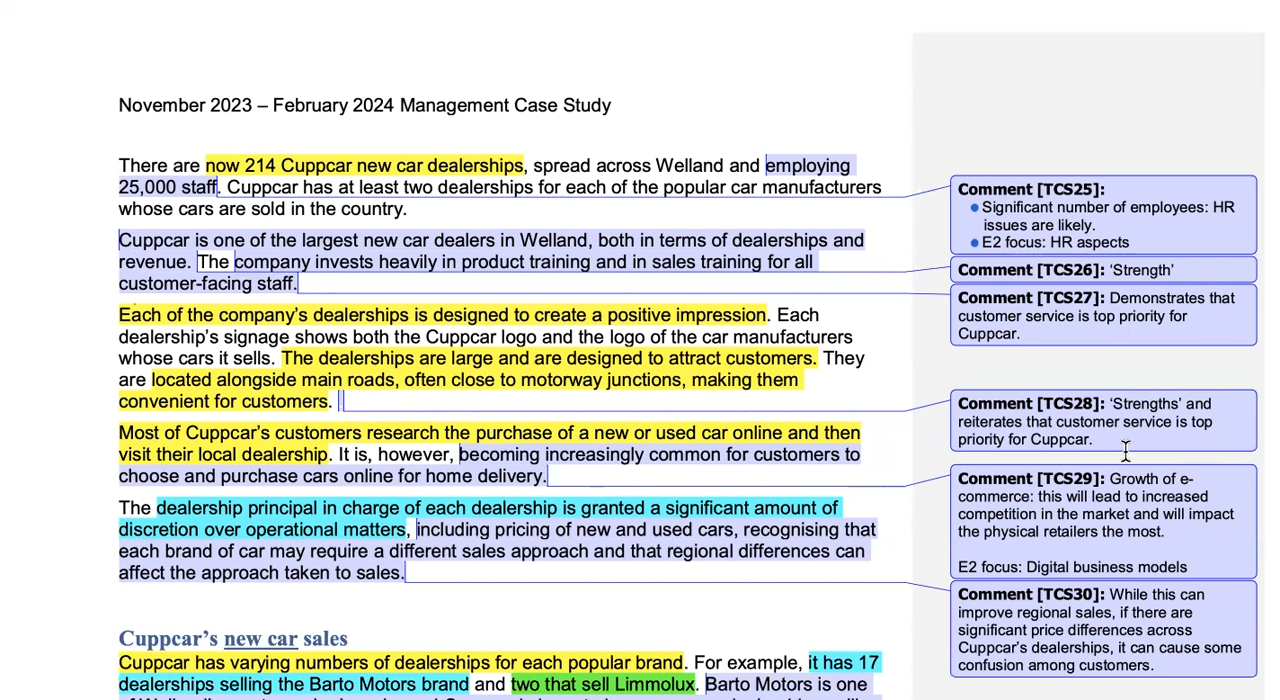 November 2023 – February 2024 Management Case Study
There are now 214 Cuppcar new car dealerships, spread across Welland and employing
25,000 staff. Cuppcar has at least two dealerships for each of the popular car manufacturers
whose cars are sold in the country.
Cuppcar is one of the largest new car dealers in Welland, both in terms of dealerships and
revenue. The company invests heavily in product training and in sales training for all
customer-facing staff.
Each of the company’s dealerships is designed to create a positive impression. Each
dealership’s signage shows both the Cuppcar logo and the logo of the car manufacturers
whose cars it sells. The dealerships are large and are designed to attract customers. They
are located alongside main roads, often close to motorway junctions, making them
convenient for customers.
Most of Cuppcar’s customers research the purchase of a new or used car online and then
visit their local dealership. It is, however, becoming increasingly common for customers to
choose and purchase cars online for home delivery.
The dealership principal in charge of each dealership is granted a significant amount of
discretion over operational matters, including pricing of new and used cars, recognising that
each brand of car may require a different sales approach and that regional differences can
affect the approach taken to sales.
Cuppcar’s new car sales
Cuppcar has varying numbers of dealerships for each popular brand. For example, it has 17
dealerships selling the Barto Motors brand and two that sell Limmolux. Barto Motors is one
Comment [TCS25]:
● Significant number of employees: HR
issues are likely.
● E2 focus: HR aspects
Comment [TCS26]: ‘Strength’
Comment [TCS27]: Demonstrates that
customer service is top priority for
Cuppcar.
Comment [TCS28]: ‘Strengths’ and
reiterates that customer service is top
priority for Cuppcar.
Comment [TCS29]: Growth of e-
commerce: this will lead to increased
competition in the market and will impact
the physical retailers the most.
E2 focus: Digital business models
Comment [TCS30]: While this can
improve regional sales, if there are
significant price differences across
Cuppcar’s dealerships, it can cause some
confusion among customers.